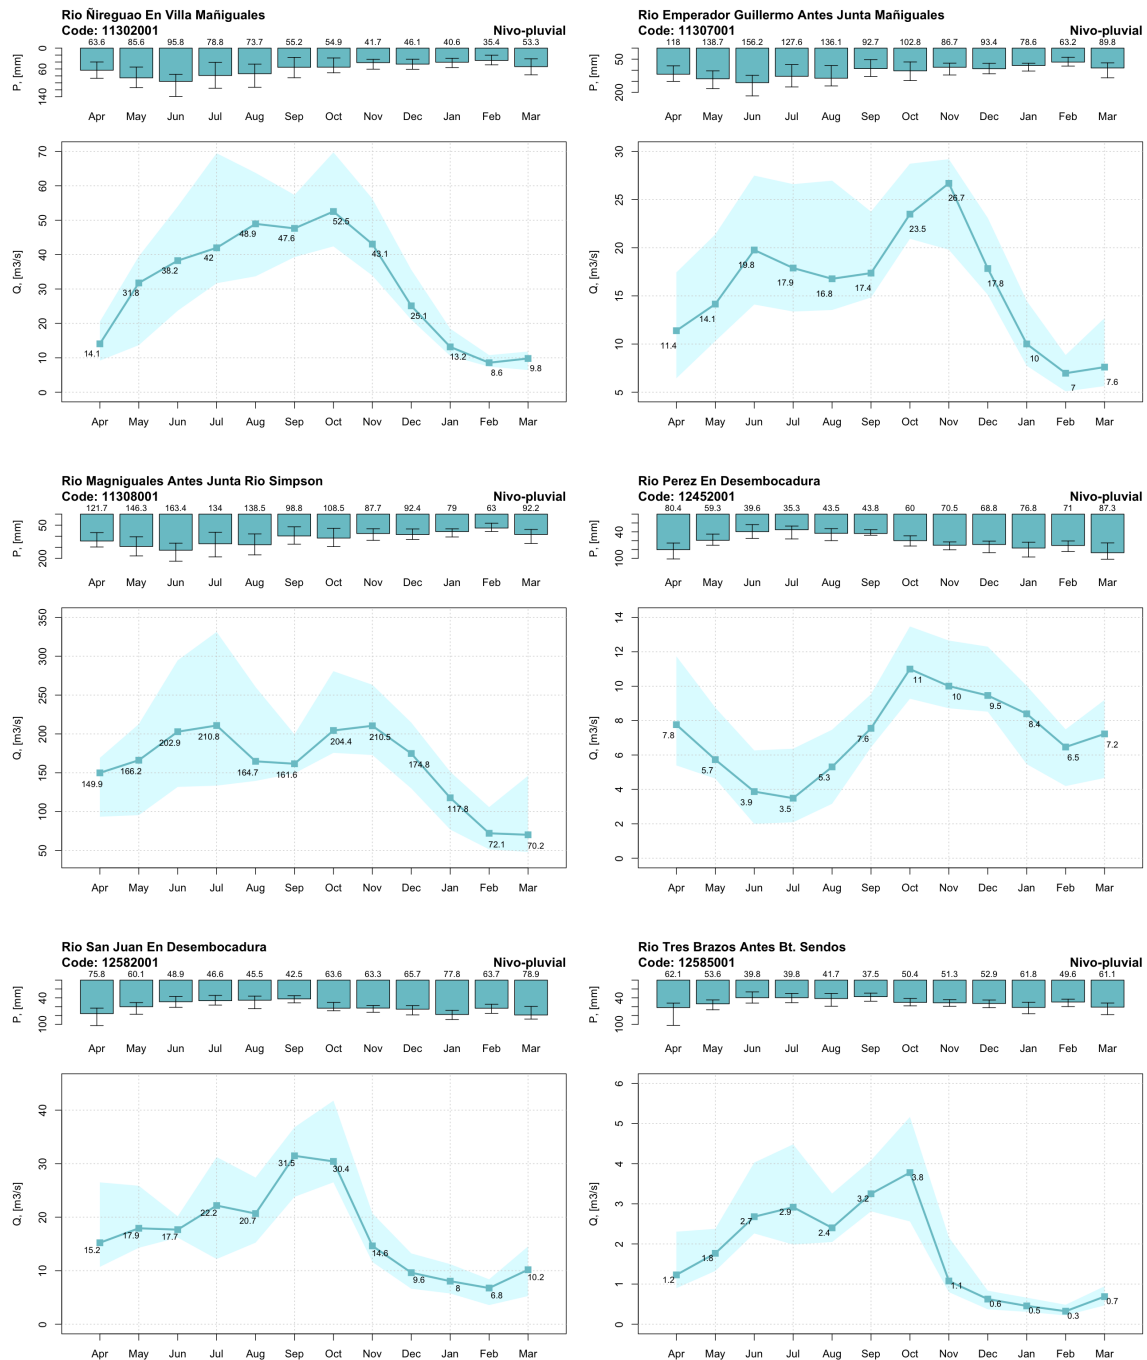 Rio Ñireguao En Villa Mañiguales
Code: 11302001 Nivo-pluvial
63.6 85.6 95.8 78.8 73.7 55.2 54.9 41.7 46.1 40.6 35.4 53.3
P, [mm]
0
60
140
Apr May Jun Jul Aug Sep Oct Nov Dec Jan Feb Mar
Q, [m3/s]
70
60
50
40
30
20
10
0
14.1 31.8 38.2 42 48.9 47.6 52.5 43.1 25.1 13.2 8.6 9.8
Apr May Jun Jul Aug Sep Oct Nov Dec Jan Feb Mar
Rio Emperador Guillermo Antes Junta Mañiguales
Code: 11307001 Nivo-pluvial
118 138.7 156.2 127.6 136.1 92.7 102.8 86.7 93.4 78.6 63.2 89.8
P, [mm]
50
200
Apr May Jun Jul Aug Sep Oct Nov Dec Jan Feb Mar
Q, [m3/s]
30
25
20
15
10
5
11.4 14.1 19.8 17.9 16.8 17.4 23.5 26.7 17.8 10 7 7.6
Apr May Jun Jul Aug Sep Oct Nov Dec Jan Feb Mar
Rio Magniguales Antes Junta Rio Simpson
Code: 11308001 Nivo-pluvial
121.7 146.3 163.4 134 138.5 98.8 108.5 87.7 92.4 79 63 92.2
P, [mm]
50
200
Apr May Jun Jul Aug Sep Oct Nov Dec Jan Feb Mar
Q, [m3/s]
350
300
250
200
150
100
50
149.9 166.2 202.9 210.8 164.7 161.6 204.4 210.5 174.8 117.8 72.1 70.2
Apr May Jun Jul Aug Sep Oct Nov Dec Jan Feb Mar
Rio Perez En Desembocadura
Code: 12452001 Nivo-pluvial
80.4 59.3 39.6 35.3 43.5 43.8 60 70.5 68.8 76.8 71 87.3
P, [mm]
40
100
Apr May Jun Jul Aug Sep Oct Nov Dec Jan Feb Mar
Q, [m3/s]
14
12
10
8
6
4
2
0
7.8 5.7 3.9 3.5 5.3 7.6 11 10 9.5 8.4 6.5 7.2
Apr May Jun Jul Aug Sep Oct Nov Dec Jan Feb Mar
Rio San Juan En Desembocadura
Code: 12582001 Nivo-pluvial
75.8 60.1 48.9 46.6 45.5 42.5 63.6 63.3 65.7 77.8 63.7 78.9
P, [mm]
40
100
Apr May Jun Jul Aug Sep Oct Nov Dec Jan Feb Mar
Q, [m3/s]
40
30
20
10
0
15.2 17.9 17.7 22.2 20.7 31.5 30.4 14.6 9.6 8 6.8 10.2
Apr May Jun Jul Aug Sep Oct Nov Dec Jan Feb Mar
Rio Tres Brazos Antes Bt. Sendos
Code: 12585001 Nivo-pluvial
62.1 53.6 39.8 39.8 41.7 37.5 50.4 51.3 52.9 61.8 49.6 61.1
P, [mm]
40
100
Apr May Jun Jul Aug Sep Oct Nov Dec Jan Feb Mar
Q, [m3/s]
6
5
4
3
2
1
0
1.2 1.8 2.7 2.9 2.4 3.2 3.8 1.1 0.6 0.5 0.3 0.7
Apr May Jun Jul Aug Sep Oct Nov Dec Jan Feb Mar